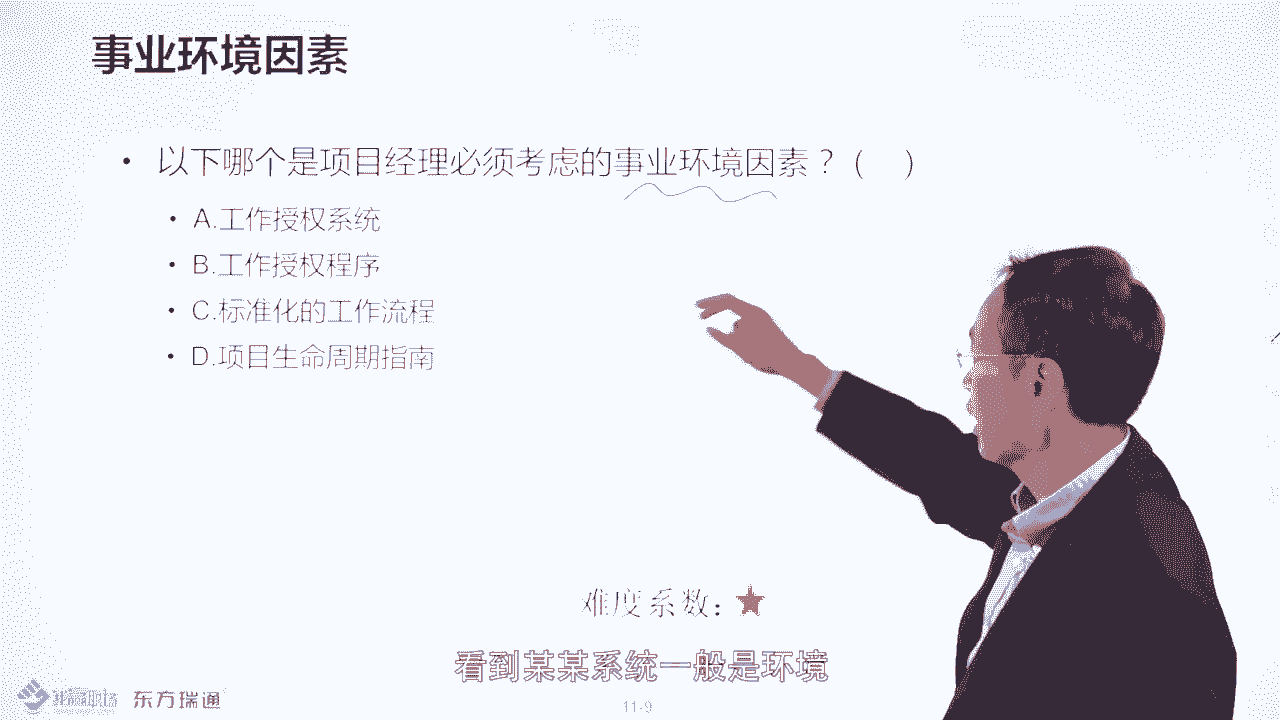 事业环境因素
• 以下哪个是项目经理必须考虑的事业环境因素？（ ）
• A.工作授权系统
• B.工作授权程序
• C.标准化的工作流程
• D.项目生命周期指南
难度系数：★
看到某某系统一般是环境
东方瑞通
11-9